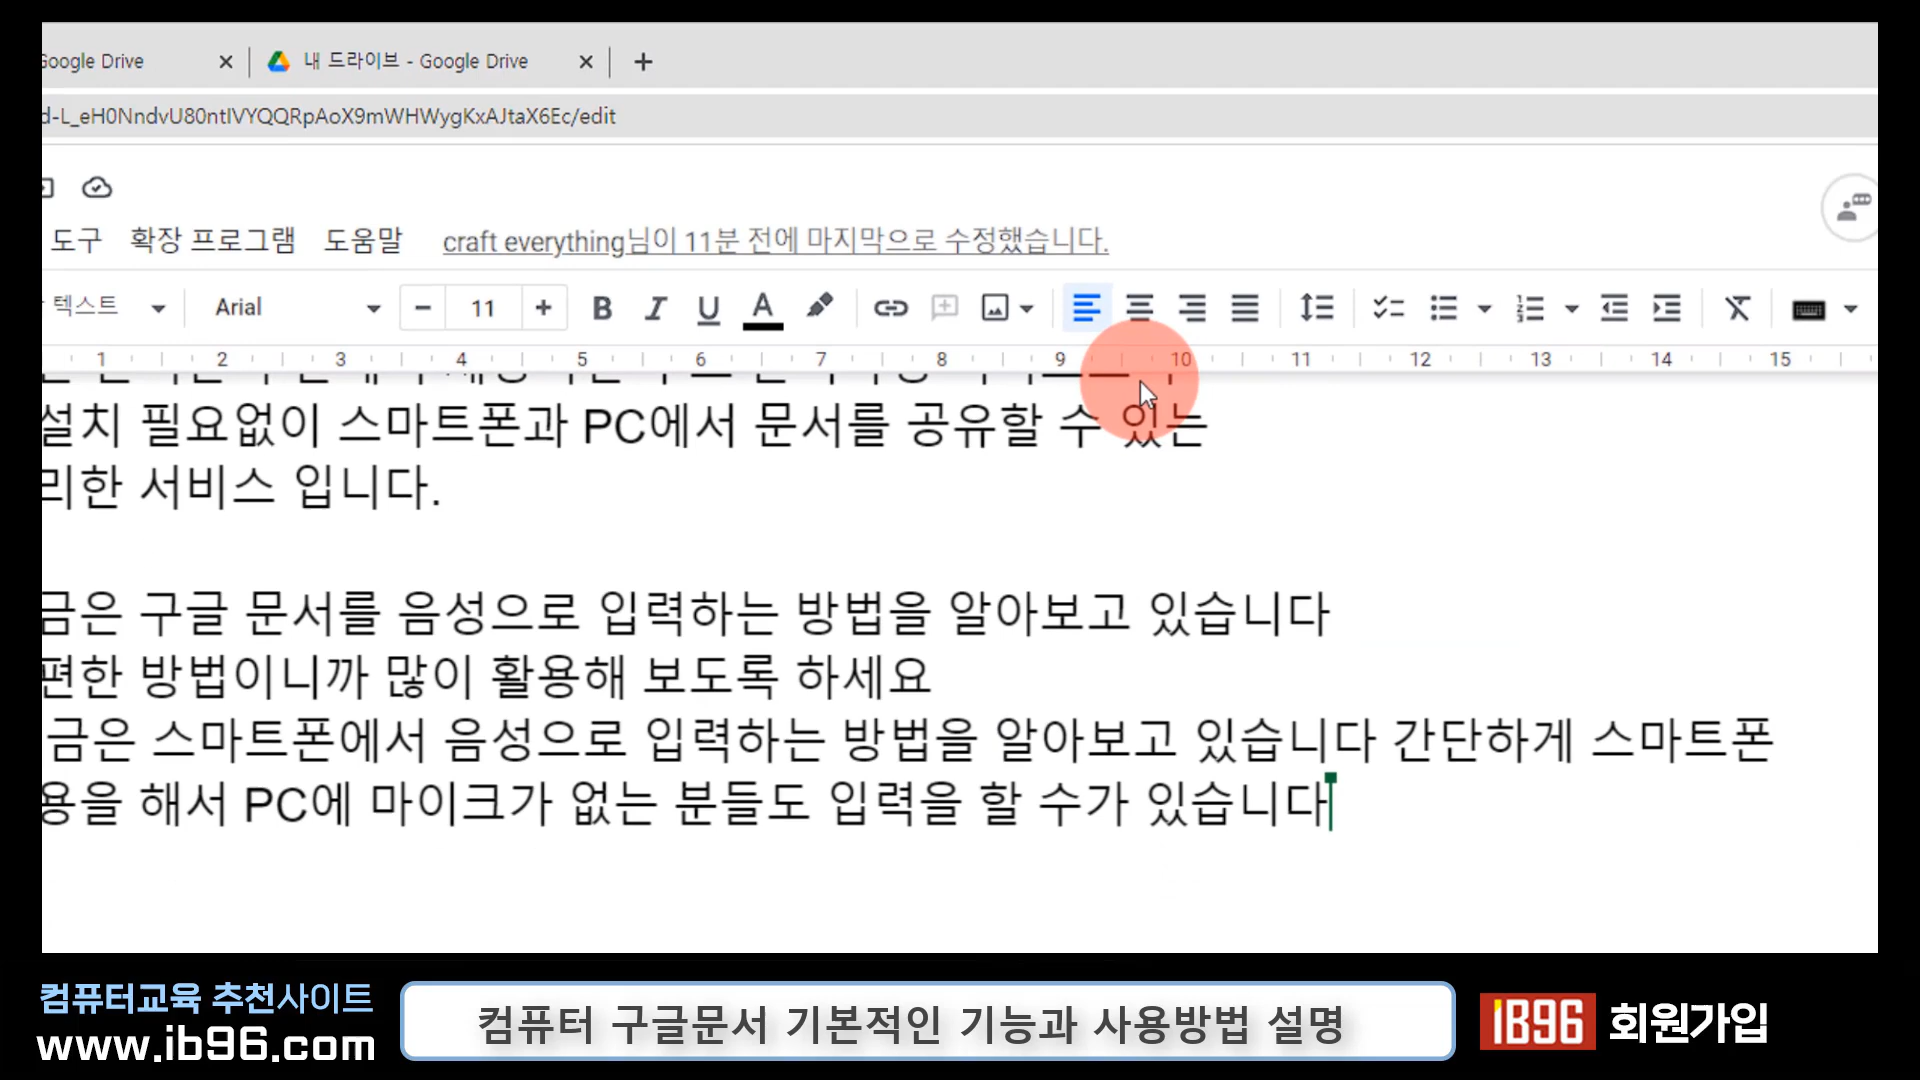 Google Drive
내 드라이브 - Google Drive
d-L_eH0NndvU80ntIVYQQRpAoX9mWHWygKxAJtaX6Ec/edit
도구 확장 프로그램 도움말 craft everything님이 11분 전에 마지막으로 수정했습니다.
텍스트 Arial 11
1 2 3 4 5 6 7 8 9 10 11 12 13 14 15
설치 필요없이 스마트폰과 PC에서 문서를 공유할 수 있는
리한 서비스 입니다.
금은 구글 문서를 음성으로 입력하는 방법을 알아보고 있습니다
편한 방법이니까 많이 활용해 보도록 하세요
금은 스마트폰에서 음성으로 입력하는 방법을 알아보고 있습니다 간단하게 스마트폰
용을 해서 PC에 마이크가 없는 분들도 입력을 할 수가 있습니다
컴퓨터교육 추천사이트
www.ib96.com
컴퓨터 구글문서 기본적인 기능과 사용방법 설명
IB96 회원가입